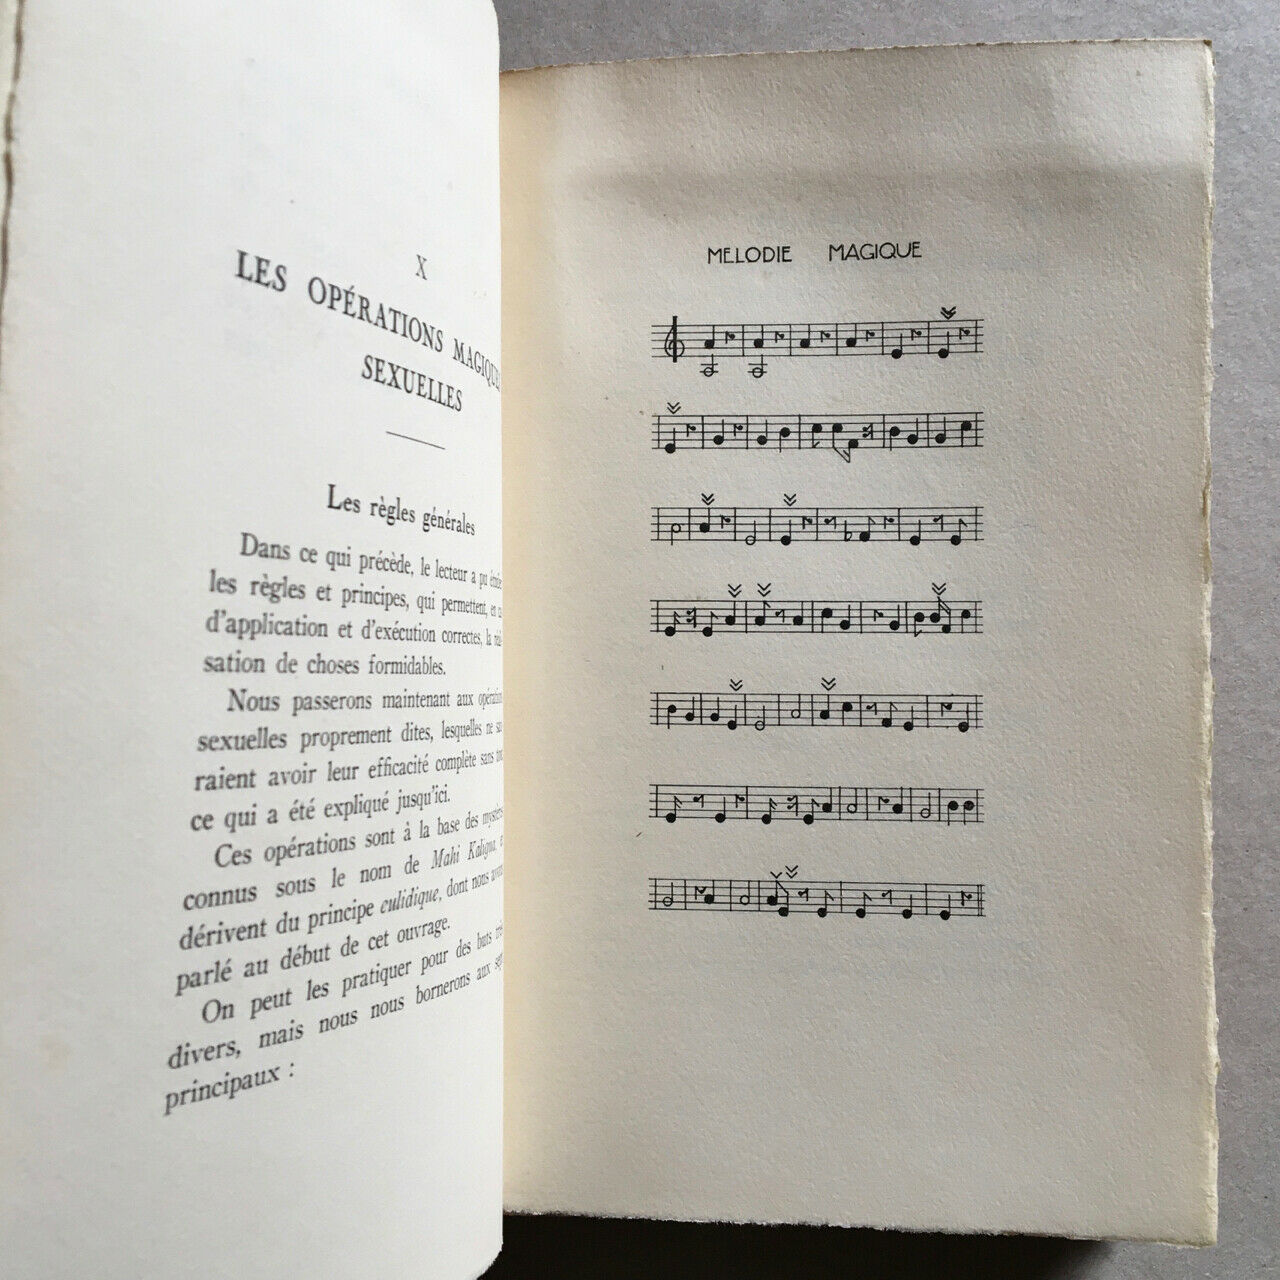 X
LES OPÉRATIONS MAGIQUE
SEXUELLES
Les règles générales
Dans ce qui précède, le lecteur a pu
les règles et principes, qui permettent, en
d'application et d'exécution correctes, la
sation de choses formidables.
Nous passerons maintenant aux opération
sexuelles proprement dites, lesquelles ne
raient avoir leur efficacité complète sans
ce qui a été expliqué jusqu'ici.
Ces opérations sont à la base des mystère
connus sous le nom de Mahi Kaligua, e
dérivent du principe culidique, dont nous
parlé au début de cet ouvrage.
On peut les pratiquer pour des buts
divers, mais nous nous bornerons aux
principaux :
MELODIE MAGIQUE